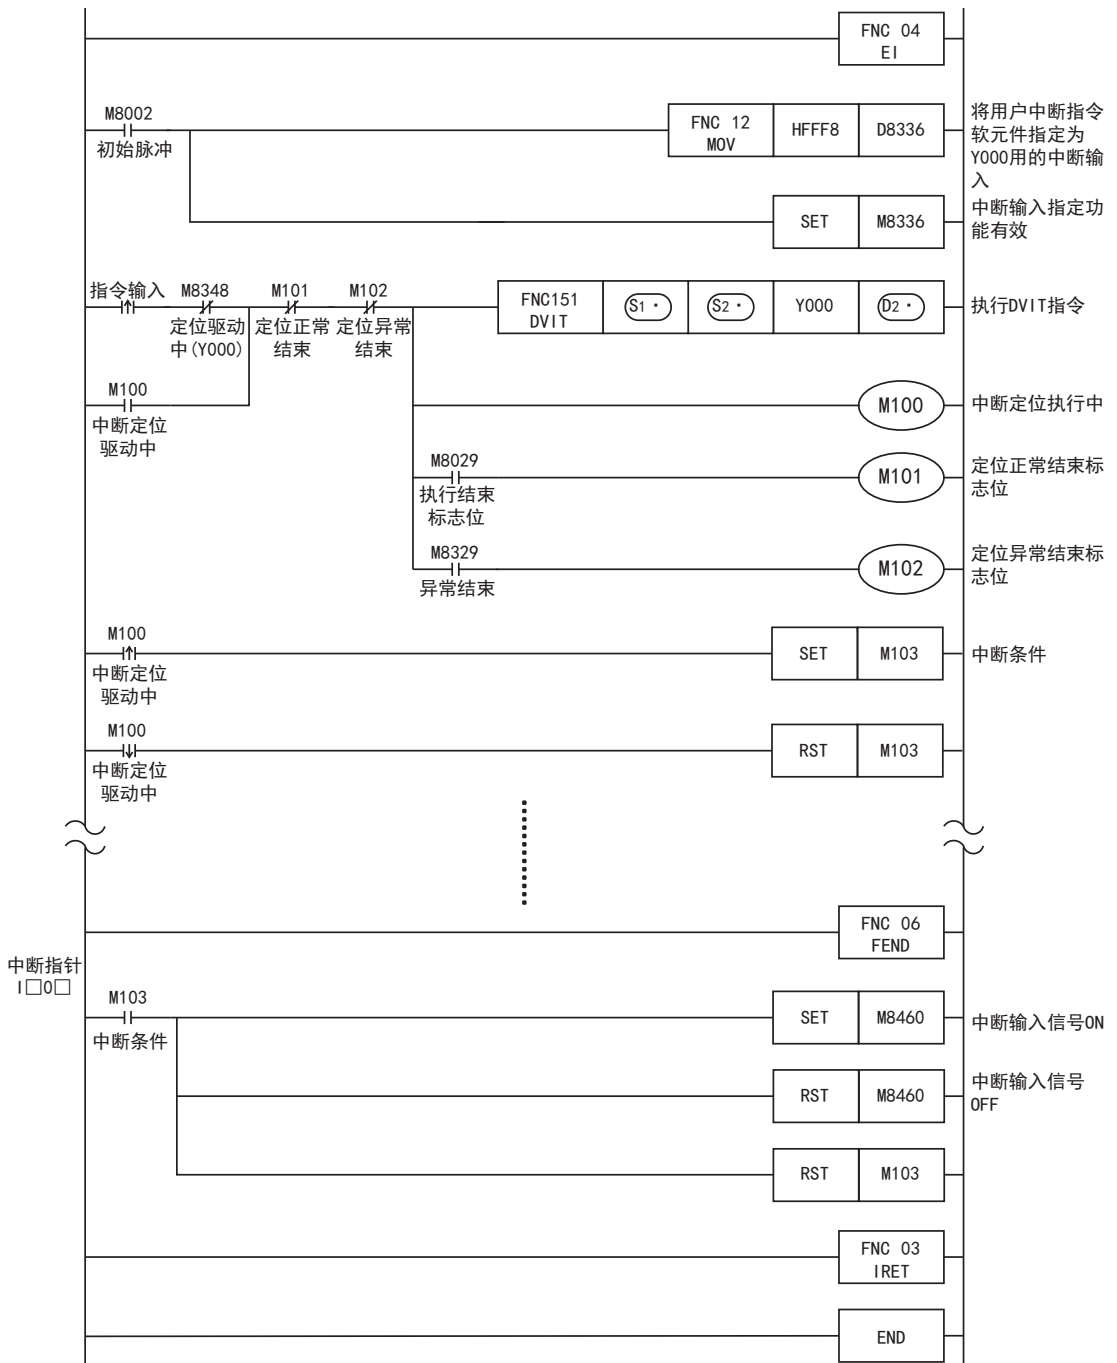 FNC 04
EI
M8002
初始脉冲
FNC 12
MOV
HFFF8
D8336
将用户中断指令
软元件指定为
Y000用的中断输
入
SET
M8336
中断输入指定功
能有效
指令输入
M8348
定位驱动
中(Y000)
M101
定位正常
结束
M102
定位异常
结束
FNC151
DVIT
S1・
S2・
Y000
D2・
执行DVIT指令
M100
中断定位
驱动中
M100
中断定位执行中
M8029
执行结束
标志位
M101
定位正常结束标
志位
M8329
异常结束
M102
定位异常结束标
志位
M100
中断定位
驱动中
SET
M103
中断条件
M100
中断定位
驱动中
RST
M103
FNC 06
FEND
中断指针
I□0□
M103
中断条件
SET
M8460
中断输入信号ON
RST
M8460
中断输入信号
OFF
RST
M103
FNC 03
IRET
END